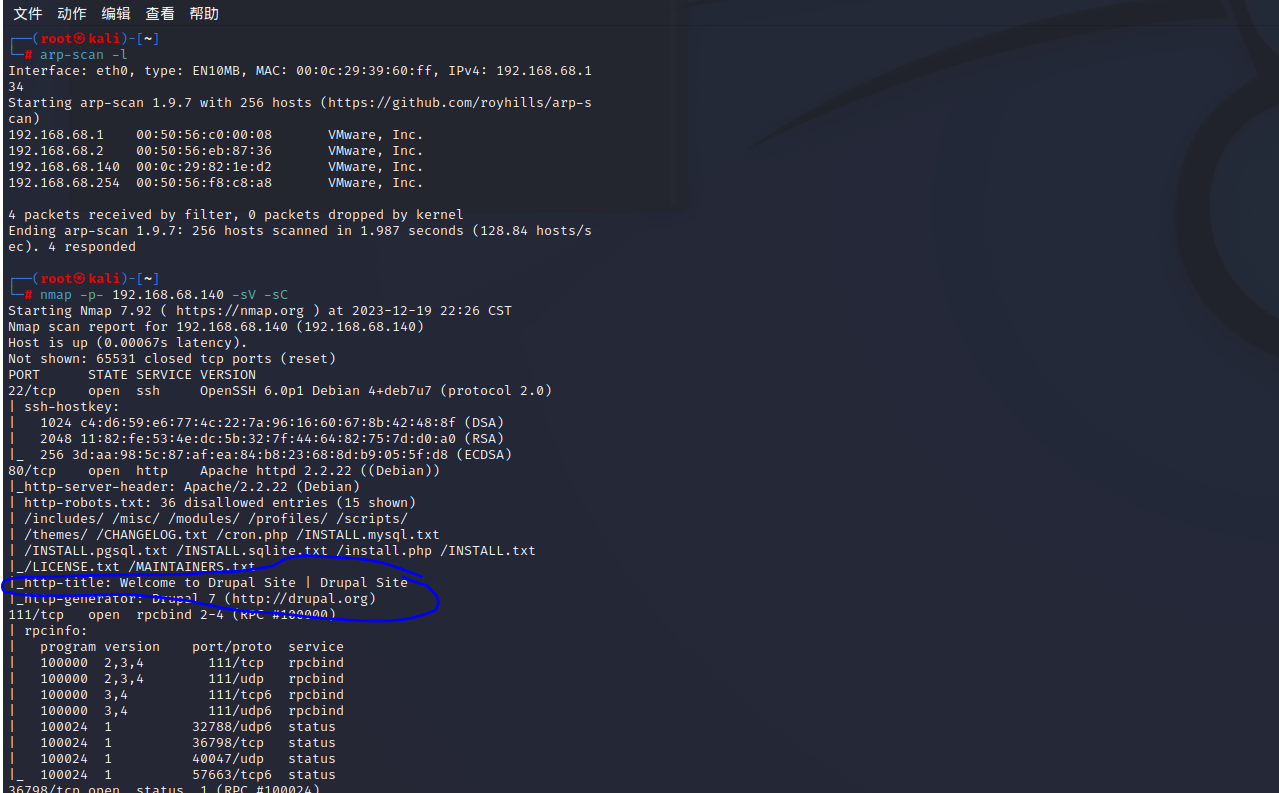 文件 动作 编辑 查看 帮助
┌──(root㉿kali)-[~]
└─# arp-scan -l
Interface: eth0, type: EN10MB, MAC: 00:0c:29:39:60:ff, IPv4: 192.168.68.1
34
Starting arp-scan 1.9.7 with 256 hosts (https://github.com/royhills/arp-s
can)
192.168.68.1    00:50:56:c0:00:08       VMware, Inc.
192.168.68.2    00:50:56:eb:87:36       VMware, Inc.
192.168.68.140  00:0c:29:82:1e:d2       VMware, Inc.
192.168.68.254  00:50:56:f8:c8:a8       VMware, Inc.
4 packets received by filter, 0 packets dropped by kernel
Ending arp-scan 1.9.7: 256 hosts scanned in 1.987 seconds (128.84 hosts/s
ec). 4 responded
┌──(root㉿kali)-[~]
└─# nmap -p- 192.168.68.140 -sV -sC
Starting Nmap 7.92 ( https://nmap.org ) at 2023-12-19 22:26 CST
Nmap scan report for 192.168.68.140 (192.168.68.140)
Host is up (0.00067s latency).
Not shown: 65531 closed tcp ports (reset)
PORT      STATE SERVICE VERSION
22/tcp    open  ssh     OpenSSH 6.0p1 Debian 4+deb7u7 (protocol 2.0)
| ssh-hostkey:
|   1024 c4:d6:59:e6:77:4c:22:7a:96:16:60:67:8b:42:48:8f (DSA)
|   2048 11:82:fe:53:4e:dc:5b:32:7f:44:64:82:75:7d:d0:a0 (RSA)
|_  256 3d:aa:98:5c:87:af:ea:84:b8:23:68:8d:b9:05:5f:d8 (ECDSA)
80/tcp    open  http    Apache httpd 2.2.22 ((Debian))
|_http-server-header: Apache/2.2.22 (Debian)
| http-robots.txt: 36 disallowed entries (15 shown)
| /includes/ /misc/ /modules/ /profiles/ /scripts/
| /themes/ /CHANGELOG.txt /cron.php /INSTALL.mysql.txt
| /INSTALL.pgsql.txt /INSTALL.sqlite.txt /install.php /INSTALL.txt
|_/LICENSE.txt /MAINTAINERS.txt
|_http-title: Welcome to Drupal Site | Drupal Site
|_http-generator: Drupal 7 (http://drupal.org)
111/tcp   open  rpcbind 2-4 (RPC #100000)
| rpcinfo:
|   program version    port/proto  service
|   100000  2,3,4        111/tcp   rpcbind
|   100000  2,3,4        111/udp   rpcbind
|   100000  3,4          111/tcp6  rpcbind
|   100000  3,4          111/udp6  rpcbind
|   100024  1          32788/udp6  status
|   100024  1          36798/tcp   status
|   100024  1          40047/udp   status
|_  100024  1          57663/tcp6  status
36798/tcp open  status  1 (RPC #100024)